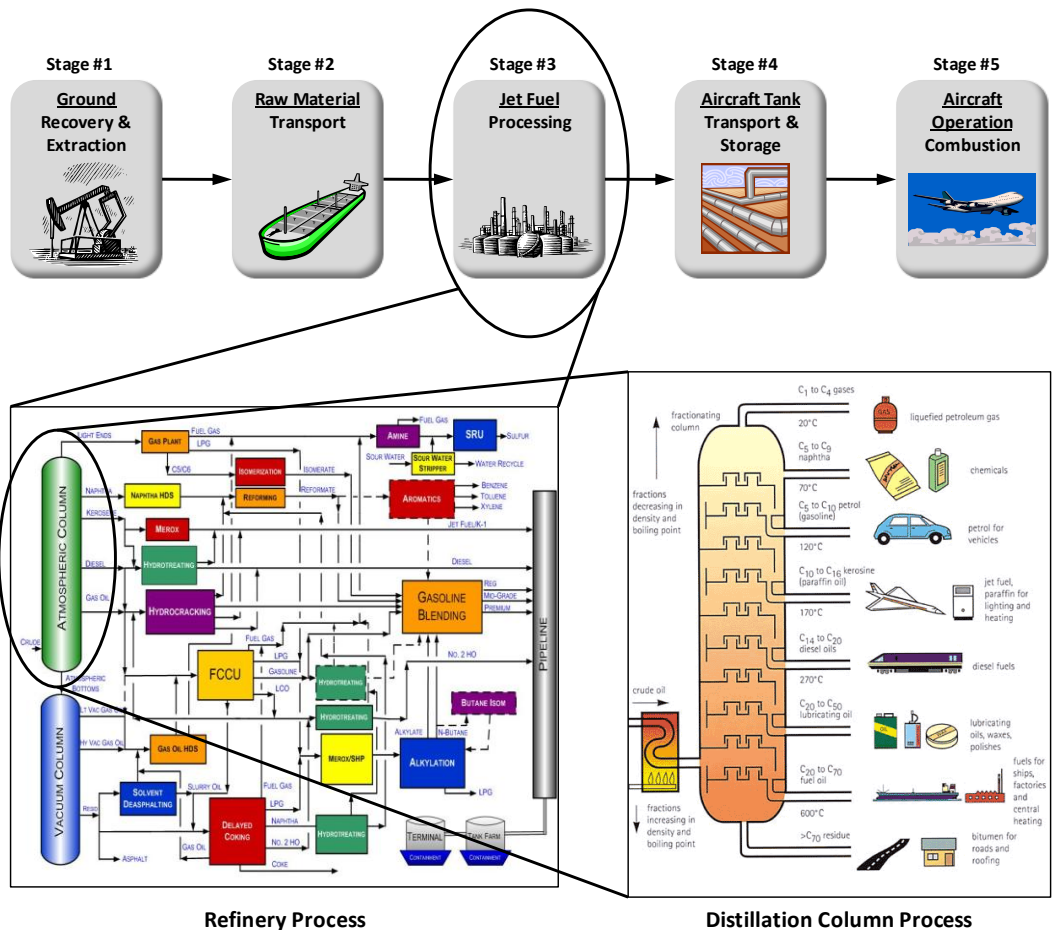 Stage #1
Stage #2
Stage #3
Stage #4
Stage #5
Ground
Recovery &
Extraction
Raw Material
Transport
Jet Fuel
Processing
Aircraft Tank
Transport &
Storage
Aircraft
Operation
Combustion
LIGHT ENDS
GAS PLANT
FUEL GAS
LPG
C5/C6
ISOMERIZATION
ISOMERATE
AMINE
FUEL GAS
SRU
SULFUR
SOUR WATER
SOUR WATER
STRIPPER
WATER RECYCLE
NAPHTHA
NAPHTHA HDS
REFORMING
REFORMATE
AROMATICS
BENZENE
TOLUENE
XYLENE
KEROSENE
MEROX
JET FUEL/K-1
DIESEL
HYDROTREATING
DIESEL
GAS OIL
HYDROCRACKING
GASOLINE
BLENDING
REG
MID-GRADE
PREMIUM
ATMOSPHERIC COLUMN
CRUDE
ATMOSPHERIC
BOTTOMS
FCCU
FUEL GAS
LPG
GASOLINE
LCO
HYDROTREATING
NO. 2 HO
PIPELINE
HYDROTREATING
BUTANE ISOM
LT VAC GAS OIL
HY VAC GAS OIL
GAS OIL HDS
MEROX/SHP
ALKYLATE
N-BUTANE
ALKYLATION
LPG
VACUUM COLUMN
SOLVENT
DEASPHALTING
SLURRY OIL
RESID
FUEL GAS
LPG
NAPHTHA
NO. 2 HO
DELAYED
COKING
HYDROTREATING
GAS OIL
ASPHALT
COKE
TERMINAL
CONTAINMENT
TANK FARM
CONTAINMENT
Refinery Process
fractionating
column
fractions
decreasing in
density and
boiling point
C1 to C4 gases
20°C
GAS
liquefied petroleum gas
C5 to C9
naphtha
70°C
chemicals
C5 to C10 petrol
(gasoline)
120°C
petrol for
vehicles
C10 to C16 kerosine
(paraffin oil)
170°C
jet fuel,
paraffin for
lighting and
heating
C14 to C20
diesel oils
270°C
diesel fuels
crude oil
C20 to C50
lubricating oil
OIL
lubricating
oils, waxes,
polishes
C20 to C70
fuel oil
600°C
fuels for
ships,
factories
and
central
heating
fractions
increasing in
density and
boiling point
>C70 residue
bitumen for
roads and
roofing
Distillation Column Process